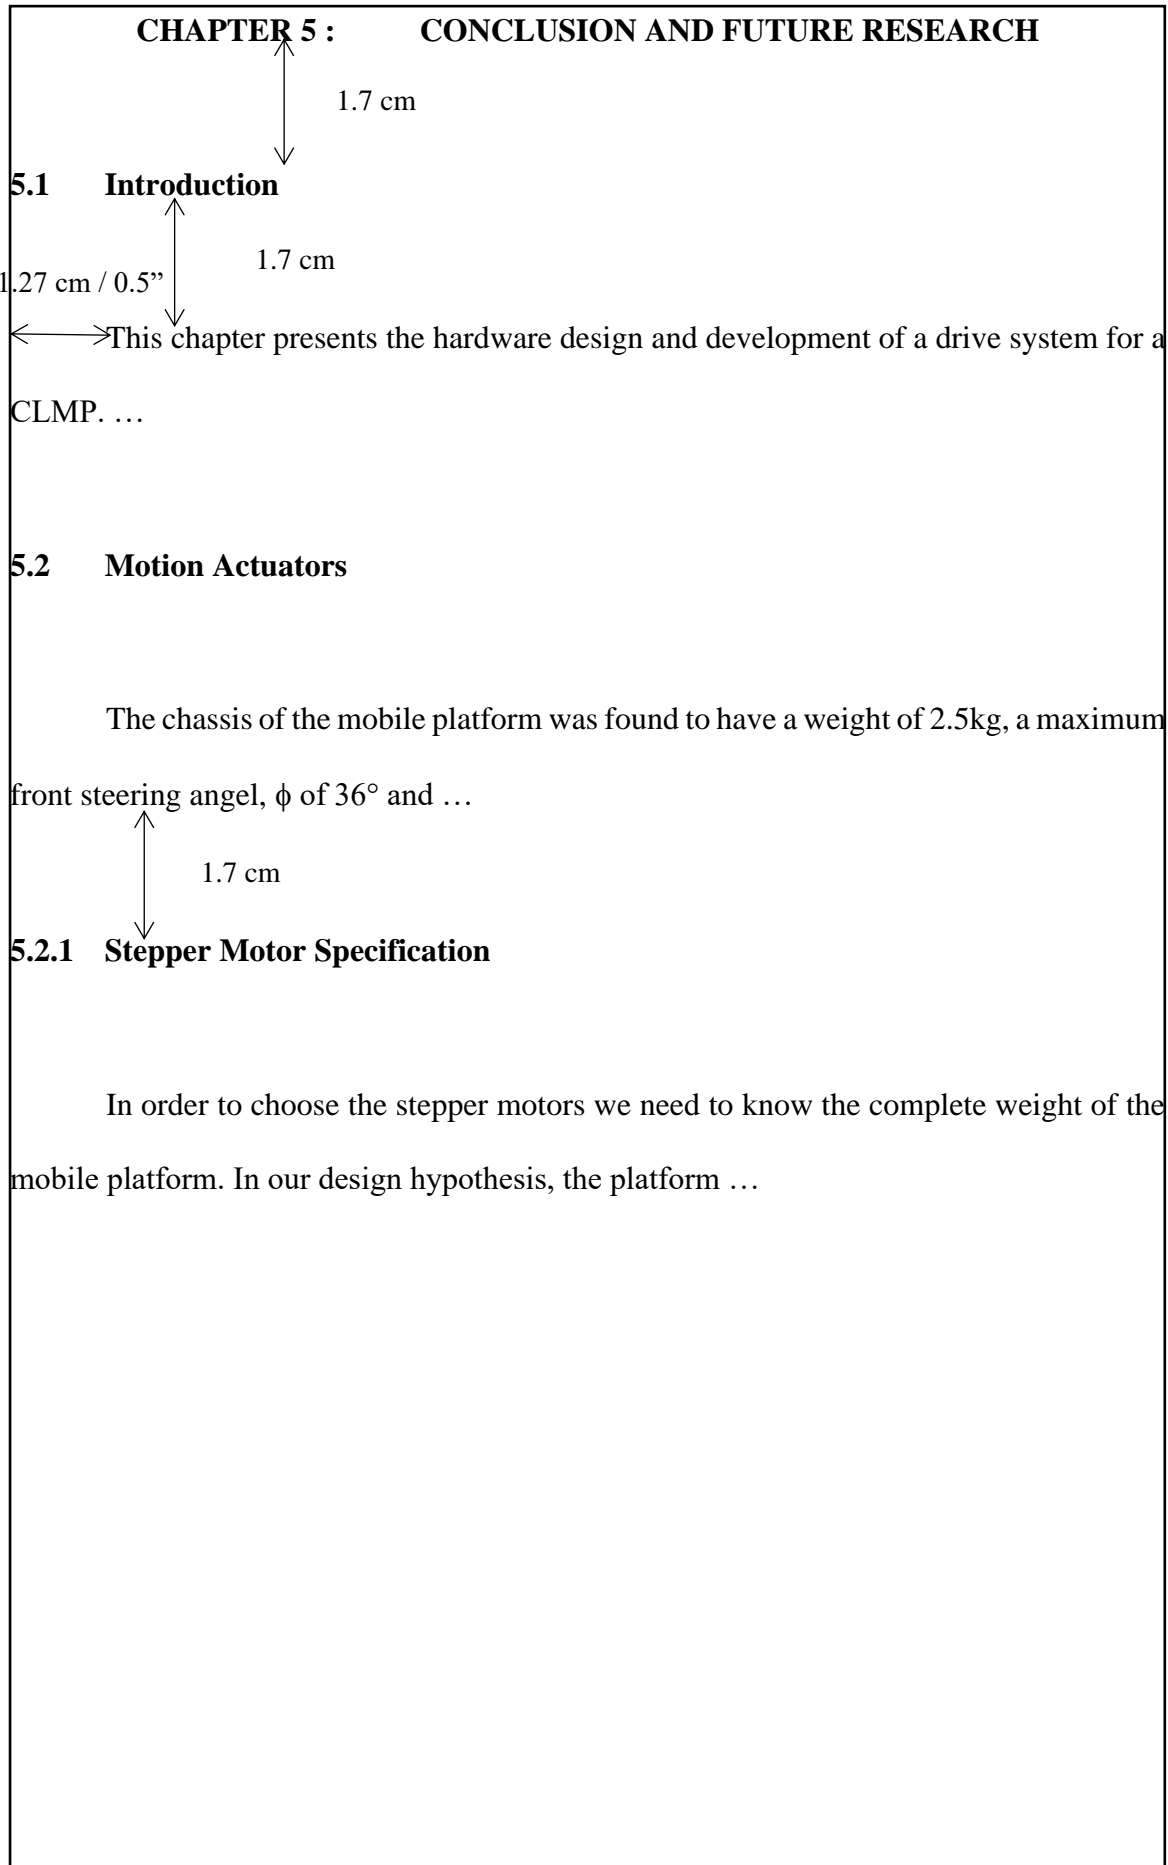 CHAPTER 5 : CONCLUSION AND FUTURE RESEARCH
1.7 cm
5.1 Introduction
1.7 cm
1.27 cm / 0.5”
This chapter presents the hardware design and development of a drive system for a
CLMP. …
5.2 Motion Actuators
The chassis of the mobile platform was found to have a weight of 2.5kg, a maximum
front steering angel, ϕ of 36° and …
1.7 cm
5.2.1 Stepper Motor Specification
In order to choose the stepper motors we need to know the complete weight of the
mobile platform. In our design hypothesis, the platform …